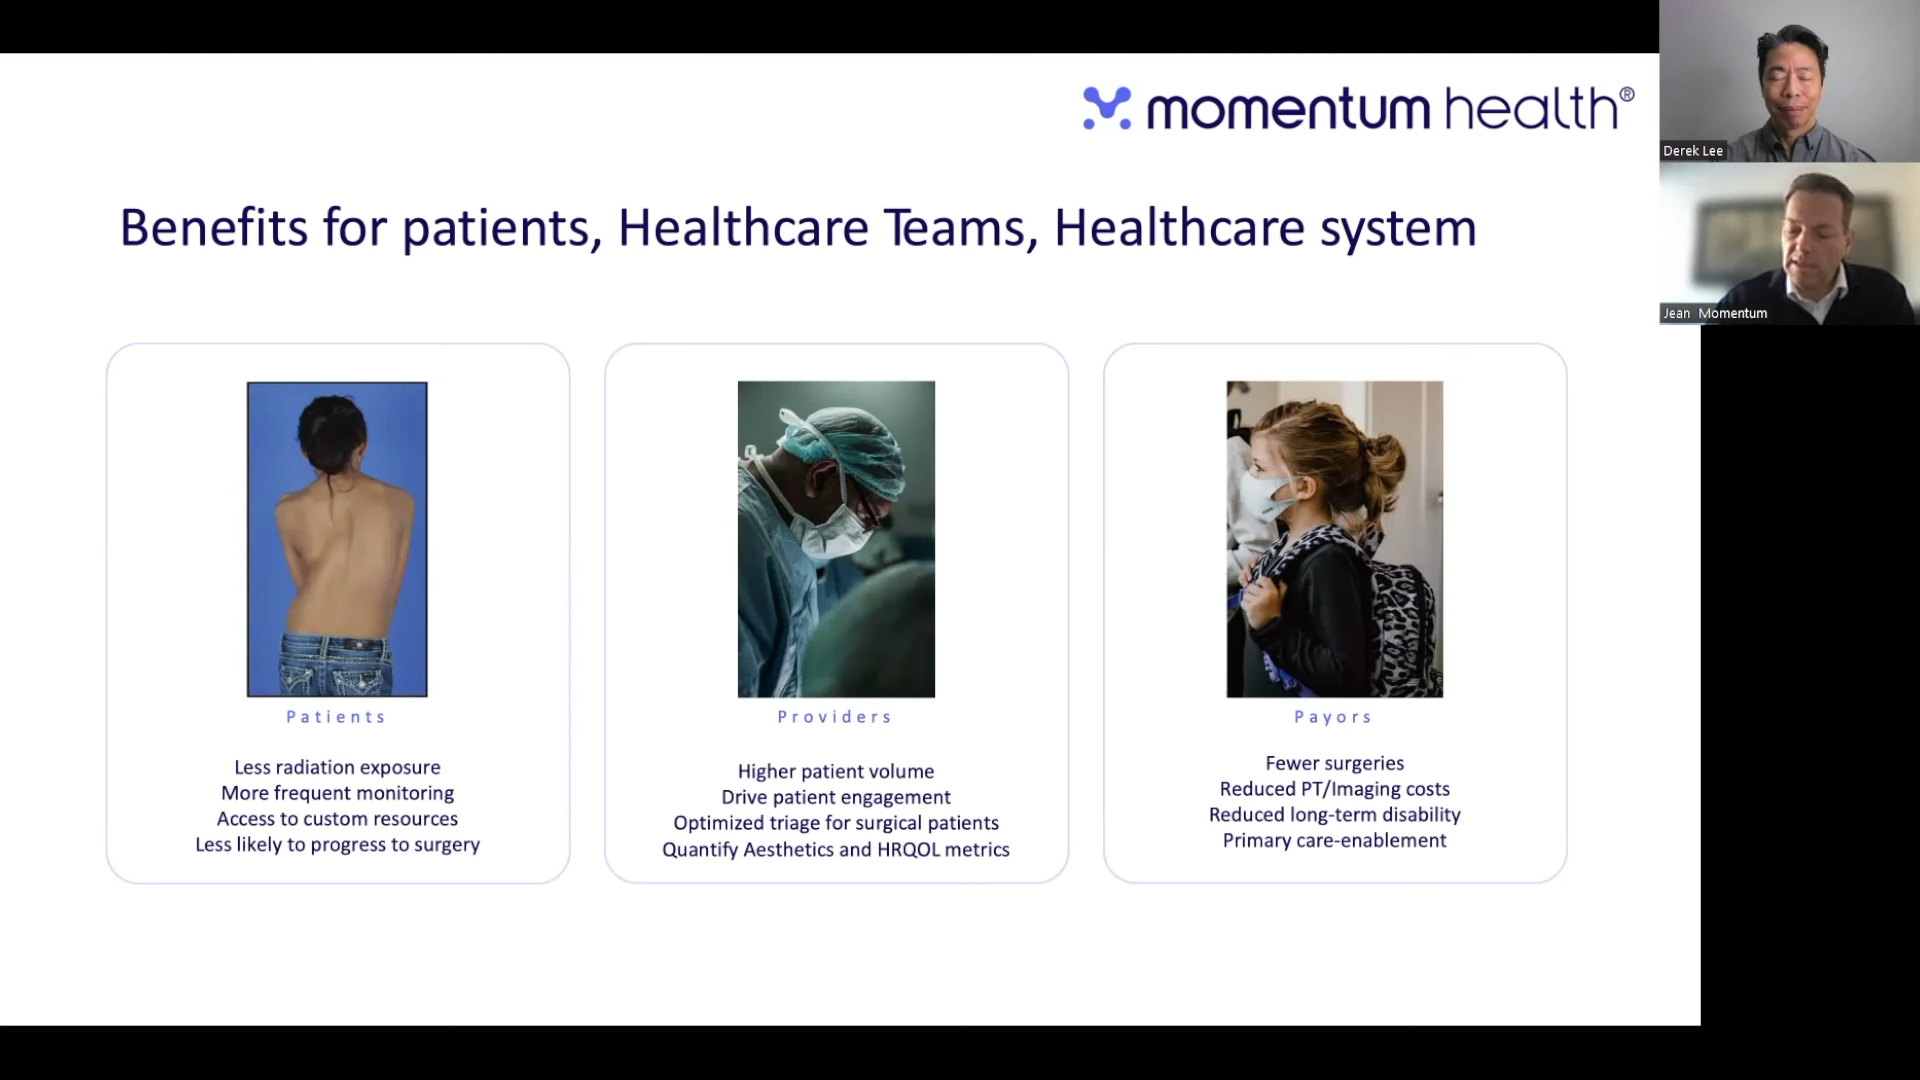 momentum health®
Derek Lee
Jean Momentum
Benefits for patients, Healthcare Teams, Healthcare system
Patients
Less radiation exposure
More frequent monitoring
Access to custom resources
Less likely to progress to surgery
Providers
Higher patient volume
Drive patient engagement
Optimized triage for surgical patients
Quantify Aesthetics and HRQOL metrics
Payors
Fewer surgeries
Reduced PT/Imaging costs
Reduced long-term disability
Primary care-enablement